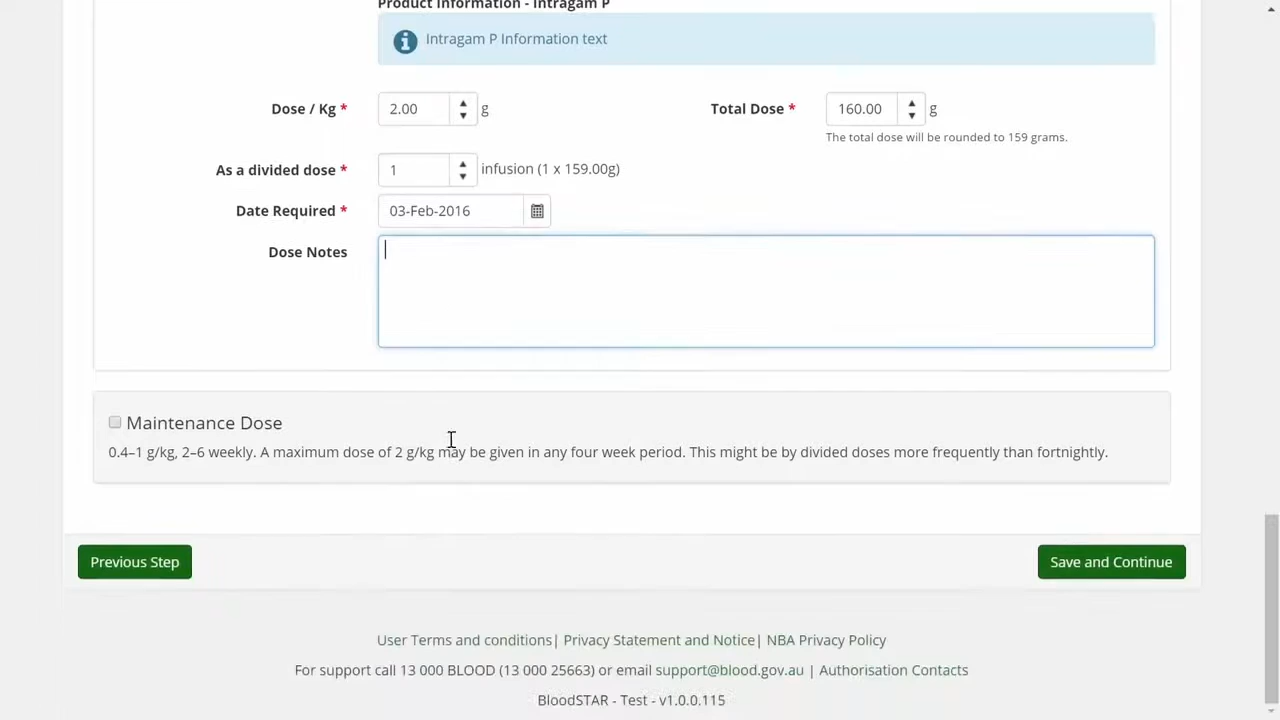 Product Information - Intragam P
Intragam P Information text
Dose / Kg * 2.00 g Total Dose * 160.00 g
The total dose will be rounded to 159 grams.
As a divided dose * 1 infusion (1 x 159.00g)
Date Required * 03-Feb-2016
Dose Notes
Maintenance Dose
0.4–1 g/kg, 2–6 weekly. A maximum dose of 2 g/kg may be given in any four week period. This might be by divided doses more frequently than fortnightly.
Previous Step Save and Continue
User Terms and conditions| Privacy Statement and Notice| NBA Privacy Policy
For support call 13 000 BLOOD (13 000 25663) or email support@blood.gov.au | Authorisation Contacts
BloodSTAR - Test - v1.0.0.115